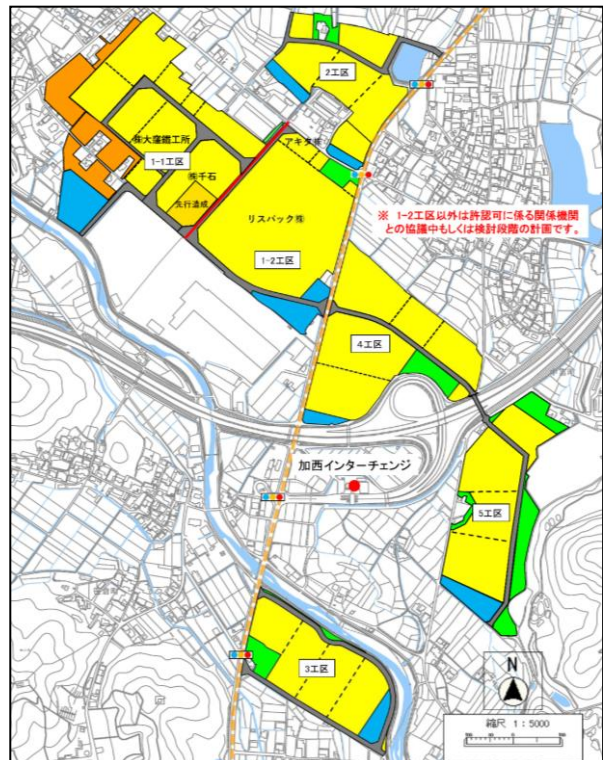 2工区
㈱大窪鐵工所
アキタ㈱
1-1工区
㈱千石
先行造成
リスパック㈱
※ 1-2工区以外は許認可に係る関係機関
との協議中もしくは検討段階の計画です。
1-2工区
4工区
加西インターチェンジ
5工区
3工区
N
縮尺 1:5000